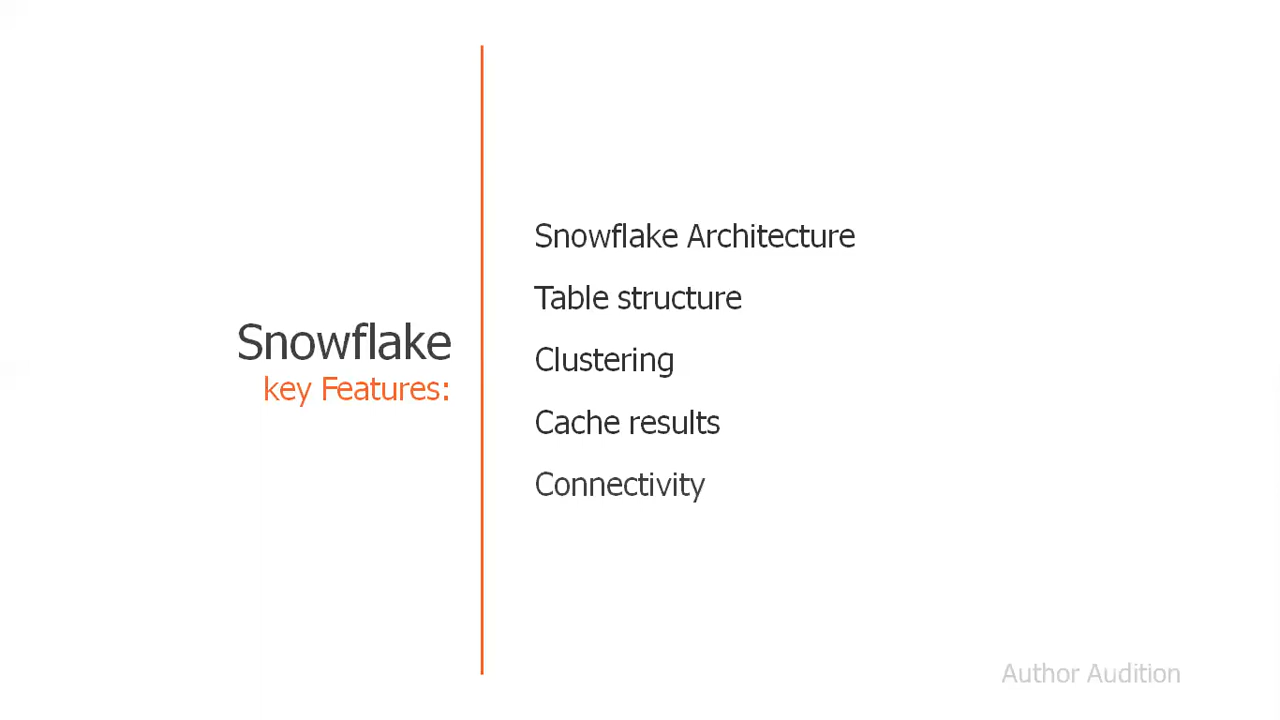 Snowflake
key Features:
Snowflake Architecture
Table structure
Clustering
Cache results
Connectivity
Author Audition